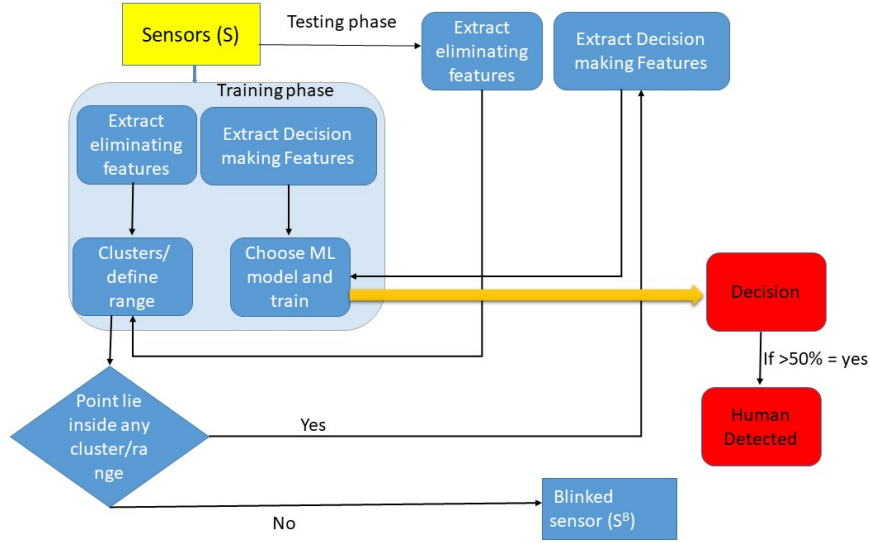 Sensors (S)
Testing phase
Extract
eliminating
features
Extract Decision
making Features
Training phase
Extract
eliminating
features
Extract Decision
making Features
Clusters/
define
range
Choose ML
model and
train
Decision
If >50% = yes
Human
Detected
Point lie
inside any
cluster/ra
nge
Yes
No
Blinked
sensor (Sᴮ)